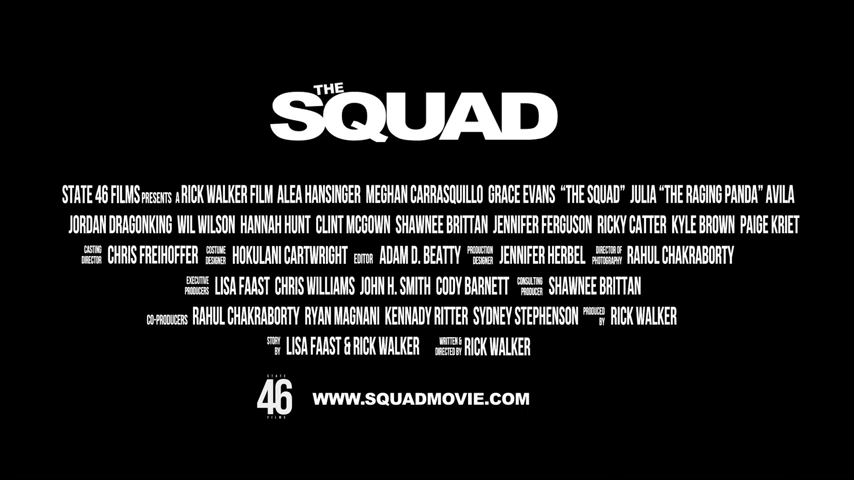 THE
SQUAD
STATE 46 FILMS PRESENTS A RICK WALKER FILM ALEA HANSINGER MEGHAN CARRASQUILLO GRACE EVANS "THE SQUAD" JULIA "THE RAGING PANDA" AVILA
JORDAN DRAGONKING WIL WILSON HANNAH HUNT CLINT MCGOWN SHAWNEE BRITTAN JENNIFER FERGUSON RICKY CATTER KYLE BROWN PAIGE KRIET
CASTING DIRECTOR CHRIS FREIHOFFER COSTUME DESIGNER HOKULANI CARTWRIGHT EDITOR ADAM D. BEATTY PRODUCTION DESIGNER JENNIFER HERBEL DIRECTOR OF PHOTOGRAPHY RAHUL CHAKRABORTY
EXECUTIVE PRODUCERS LISA FAAST CHRIS WILLIAMS JOHN H. SMITH CODY BARNETT CONSULTING PRODUCER SHAWNEE BRITTAN
CO-PRODUCERS RAHUL CHAKRABORTY RYAN MAGNANI KENNADY RITTER SYDNEY STEPHENSON PRODUCED BY RICK WALKER
STORY BY LISA FAAST & RICK WALKER WRITTEN & DIRECTED BY RICK WALKER
STATE
46
FILMS
WWW.SQUADMOVIE.COM